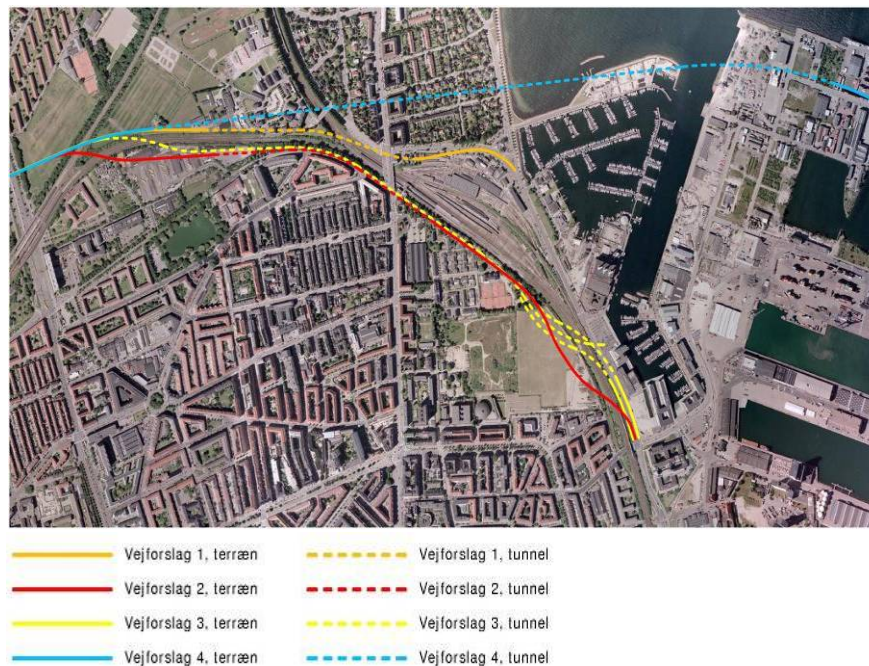 Vejforslag 1, terræn
Vejforslag 1, tunnel
Vejforslag 2, terræn
Vejforslag 2, tunnel
Vejforslag 3, terræn
Vejforslag 3, tunnel
Vejforslag 4, terræn
Vejforslag 4, tunnel